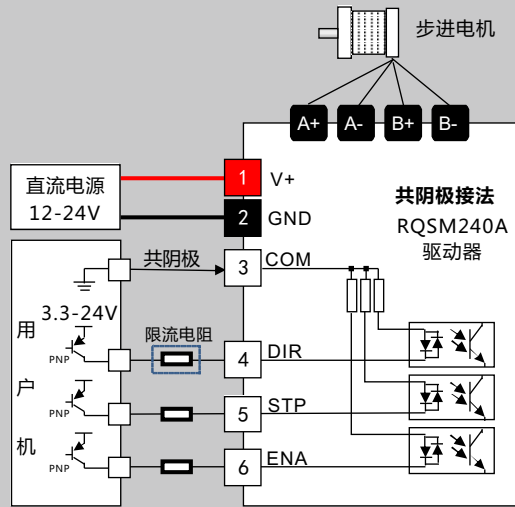 步进电机
A+ A- B+ B-
直流电源
12-24V
1 V+
2 GND
共阴极接法
RQSM240A
驱动器
共阴极 3 COM
3.3-24V
用户机
限流电阻
PNP 4 DIR
PNP 5 STP
PNP 6 ENA